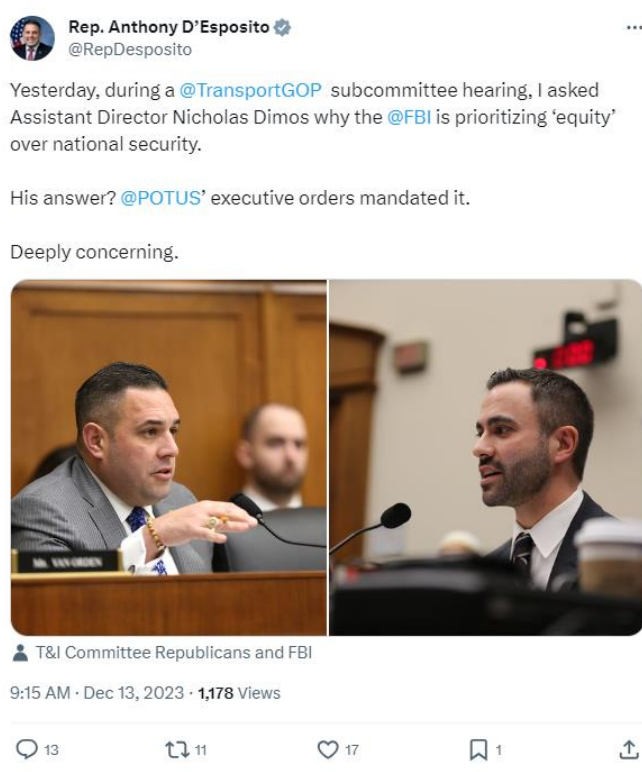 Rep. Anthony D’Esposito
@RepDesposito
Yesterday, during a @TransportGOP subcommittee hearing, I asked
Assistant Director Nicholas Dimos why the @FBI is prioritizing ‘equity’
over national security.
His answer? @POTUS’ executive orders mandated it.
Deeply concerning.
Mr. VAN ORDEN
T&I Committee Republicans and FBI
9:15 AM · Dec 13, 2023 · 1,178 Views
13 11 17 1